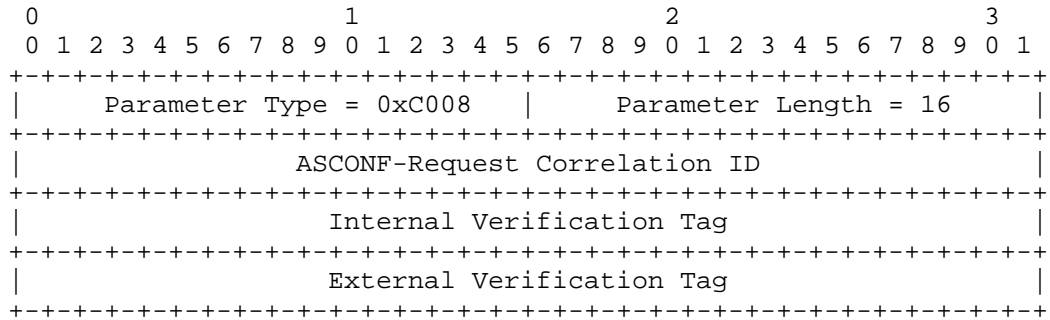 0                   1                   2                   3
 0 1 2 3 4 5 6 7 8 9 0 1 2 3 4 5 6 7 8 9 0 1 2 3 4 5 6 7 8 9 0 1
+-+-+-+-+-+-+-+-+-+-+-+-+-+-+-+-+-+-+-+-+-+-+-+-+-+-+-+-+-+-+-+-+
|     Parameter Type = 0xC008   |     Parameter Length = 16     |
+-+-+-+-+-+-+-+-+-+-+-+-+-+-+-+-+-+-+-+-+-+-+-+-+-+-+-+-+-+-+-+-+
|                 ASCONF-Request Correlation ID                 |
+-+-+-+-+-+-+-+-+-+-+-+-+-+-+-+-+-+-+-+-+-+-+-+-+-+-+-+-+-+-+-+-+
|                   Internal Verification Tag                   |
+-+-+-+-+-+-+-+-+-+-+-+-+-+-+-+-+-+-+-+-+-+-+-+-+-+-+-+-+-+-+-+-+
|                   External Verification Tag                   |
+-+-+-+-+-+-+-+-+-+-+-+-+-+-+-+-+-+-+-+-+-+-+-+-+-+-+-+-+-+-+-+-+